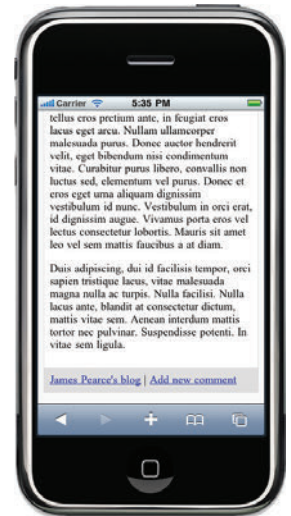 Carrier 5:35 PM
tellus eros pretium ante, in feugiat eros
lacus eget arcu. Nullam ullamcorper
malesuada purus. Donec auctor hendrerit
velit, eget bibendum nisi condimentum
vitae. Curabitur purus libero, convallis non
luctus sed, elementum vel purus. Donec et
eros eget urna aliquam dignissim
vestibulum id nunc. Vestibulum in orci erat,
id dignissim augue. Vivamus porta eros vel
lectus consectetur lobortis. Mauris sit amet
leo vel sem mattis faucibus a at diam.
Duis adipiscing, dui id facilisis tempor, orci
sapien tristique lacus, vitae malesuada
magna nulla ac turpis. Nulla facilisi. Nulla
lacus ante, blandit at consectetur dictum,
mattis vitae sem. Aenean interdum mattis
tortor nec pulvinar. Suspendisse potenti. In
vitae sem ligula.
James Pearce's blog | Add new comment